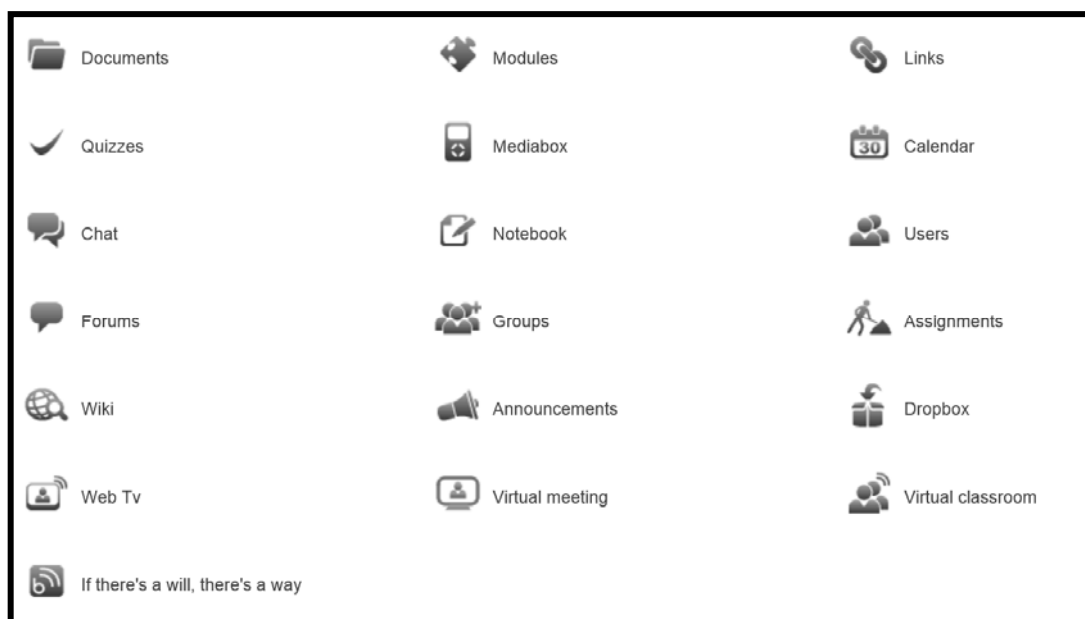 Documents
Modules
Links
Quizzes
Mediabox
30
Calendar
Chat
Notebook
Users
Forums
Groups
Assignments
Wiki
Announcements
Dropbox
Web Tv
Virtual meeting
Virtual classroom
b
If there's a will, there's a way